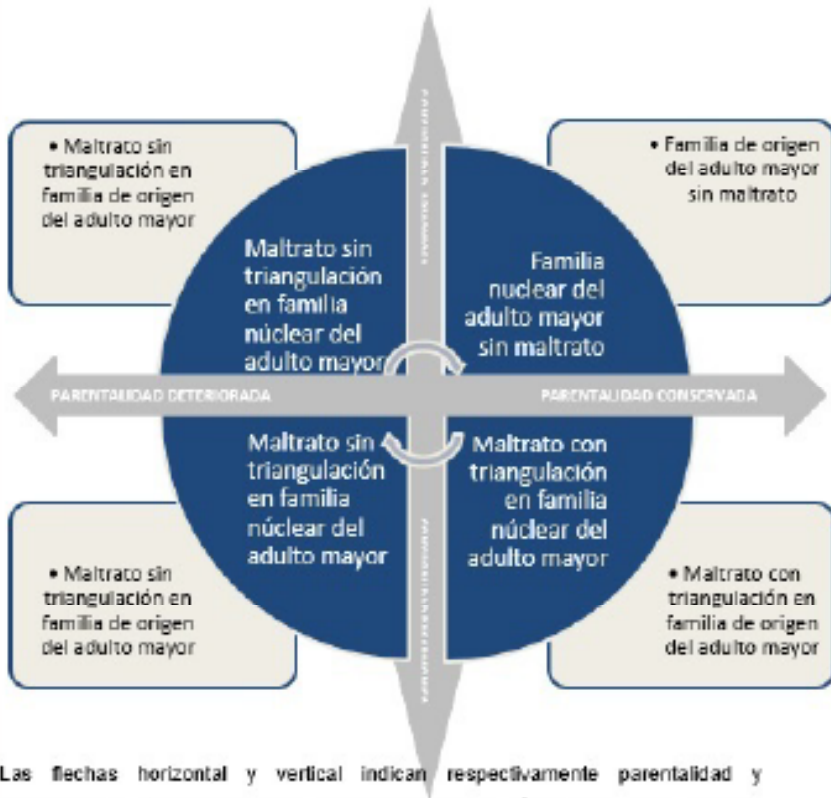 • Maltrato sin
triangulación en
familia de origen
del adulto mayor
• Familia de origen
del adulto mayor
sin maltrato
Maltrato sin
triangulación
en familia
núclear del
adulto mayor
Familia
nuclear del
adulto mayor
sin maltrato
PARENTALIDAD DETERIORADA
PARENTALIDAD CONSERVADA
Maltrato sin
triangulación
en familia
núclear del
adulto mayor
Maltrato con
triangulación
en familia
núclear del
adulto mayor
• Maltrato sin
triangulación en
familia de origen
del adulto mayor
• Maltrato con
triangulación en
familia de origen
del adulto mayor
Las flechas horizontal y vertical indican respectivamente parentalidad y